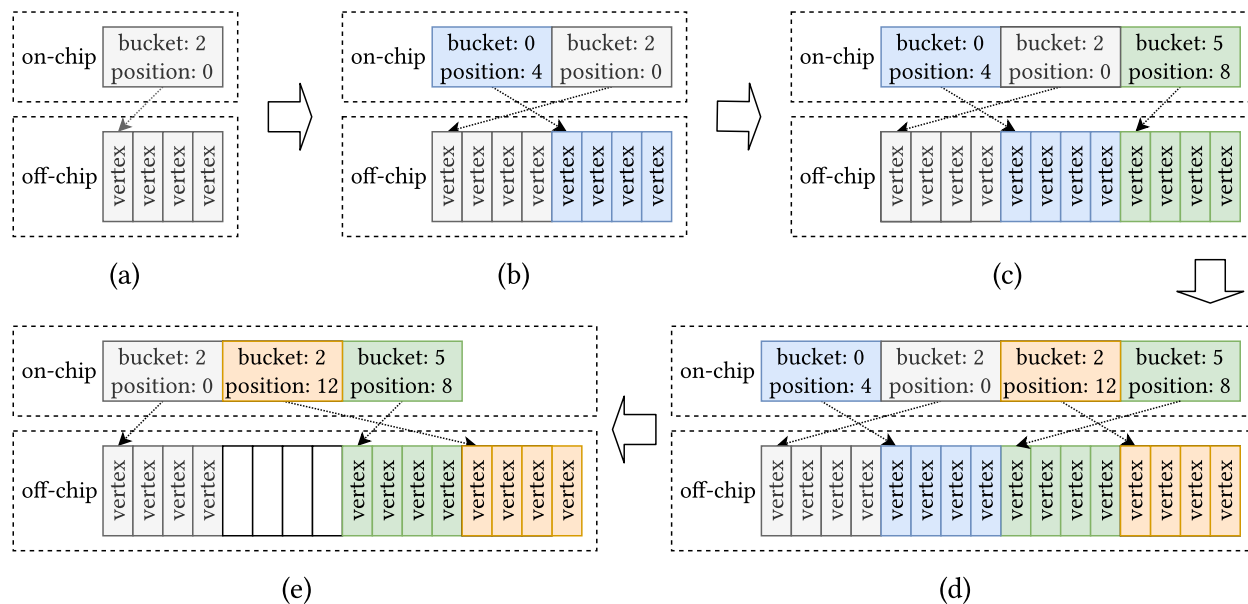 on-chip
bucket: 2
position: 0
off-chip
vertex vertex vertex vertex
(a)
on-chip
bucket: 0 bucket: 2
position: 4 position: 0
off-chip
vertex vertex vertex vertex vertex vertex vertex vertex
(b)
on-chip
bucket: 0 bucket: 2 bucket: 5
position: 4 position: 0 position: 8
off-chip
vertex vertex vertex vertex vertex vertex vertex vertex vertex vertex vertex vertex
(c)
on-chip
bucket: 2 bucket: 2 bucket: 5
position: 0 position: 12 position: 8
off-chip
vertex vertex vertex vertex vertex vertex vertex vertex vertex vertex vertex vertex
(e)
on-chip
bucket: 0 bucket: 2 bucket: 2 bucket: 5
position: 4 position: 0 position: 12 position: 8
off-chip
vertex vertex vertex vertex vertex vertex vertex vertex vertex vertex vertex vertex vertex vertex vertex vertex
(d)